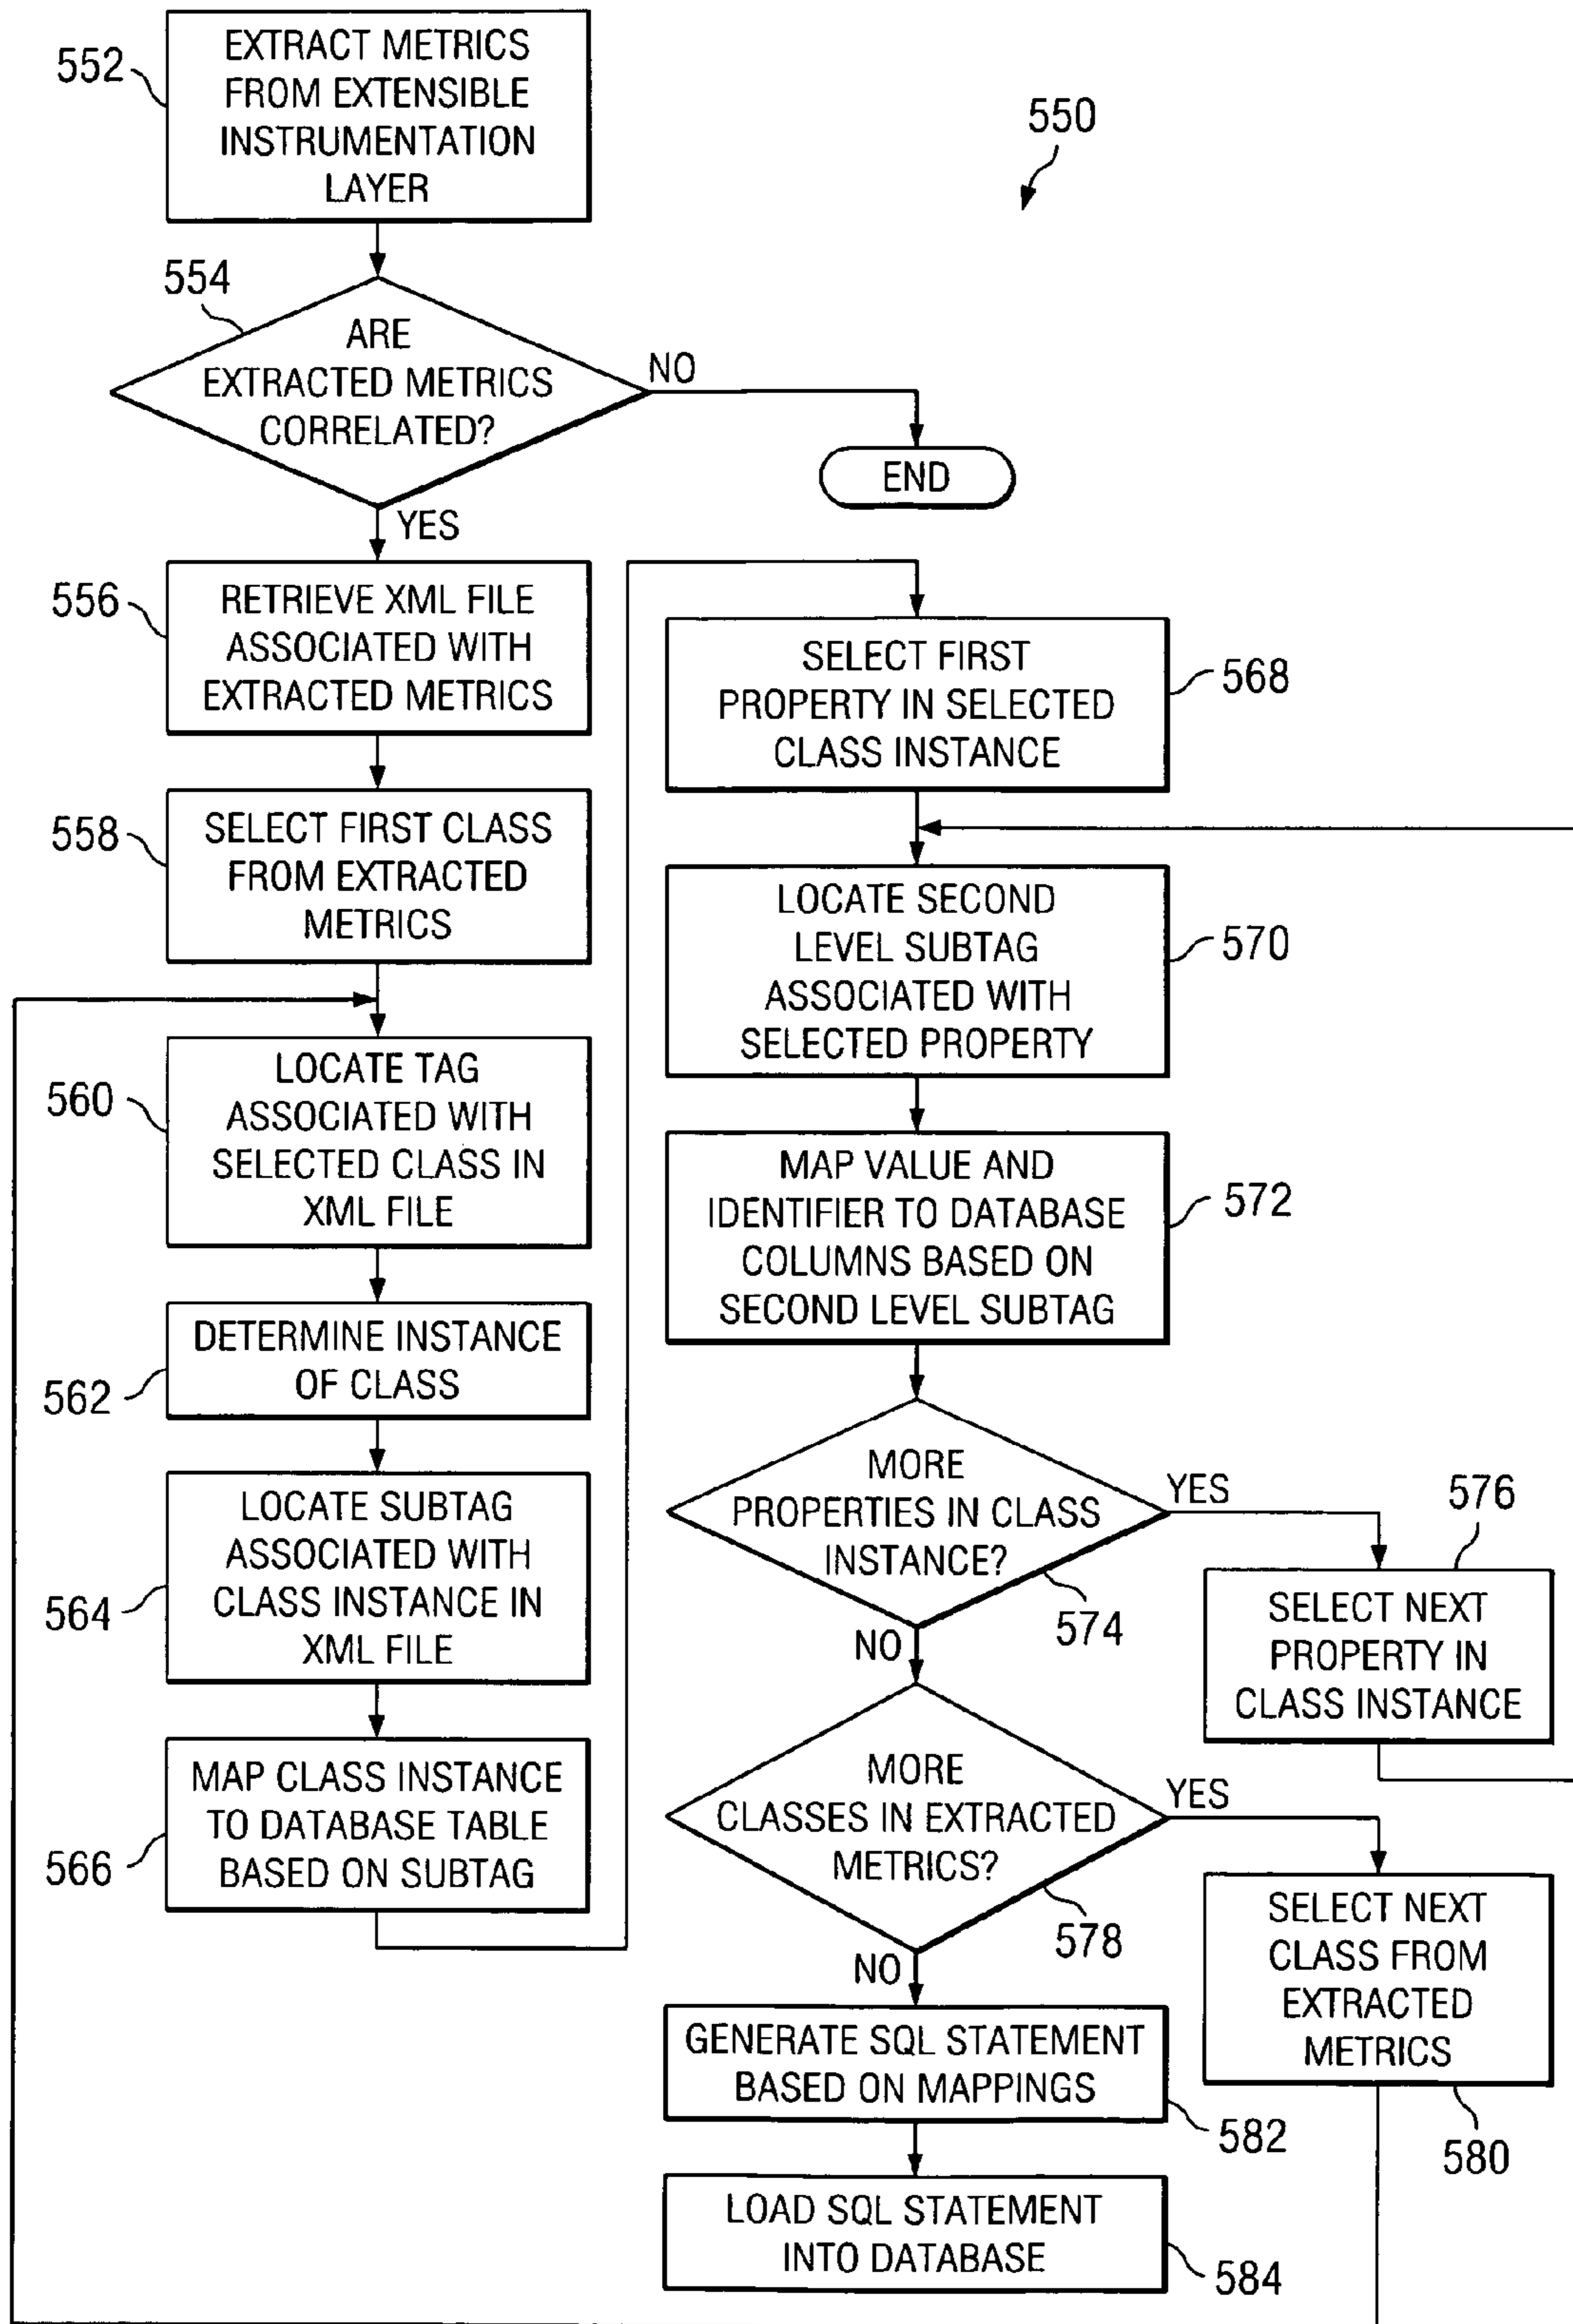 552
EXTRACT METRICS
FROM EXTENSIBLE
INSTRUMENTATION
LAYER
550
554
ARE
EXTRACTED METRICS
CORRELATED?
NO
END
YES
556
RETRIEVE XML FILE
ASSOCIATED WITH
EXTRACTED METRICS
558
SELECT FIRST CLASS
FROM EXTRACTED
METRICS
560
LOCATE TAG
ASSOCIATED WITH
SELECTED CLASS IN
XML FILE
562
DETERMINE INSTANCE
OF CLASS
564
LOCATE SUBTAG
ASSOCIATED WITH
CLASS INSTANCE IN
XML FILE
566
MAP CLASS INSTANCE
TO DATABASE TABLE
BASED ON SUBTAG
SELECT FIRST
PROPERTY IN SELECTED
CLASS INSTANCE
568
LOCATE SECOND
LEVEL SUBTAG
ASSOCIATED WITH
SELECTED PROPERTY
570
MAP VALUE AND
IDENTIFIER TO DATABASE
COLUMNS BASED ON
SECOND LEVEL SUBTAG
572
MORE
PROPERTIES IN CLASS
INSTANCE?
574
YES
576
SELECT NEXT
PROPERTY IN
CLASS INSTANCE
NO
MORE
CLASSES IN EXTRACTED
METRICS?
578
YES
SELECT NEXT
CLASS FROM
EXTRACTED
METRICS
580
NO
GENERATE SQL STATEMENT
BASED ON MAPPINGS
582
LOAD SQL STATEMENT
INTO DATABASE
584